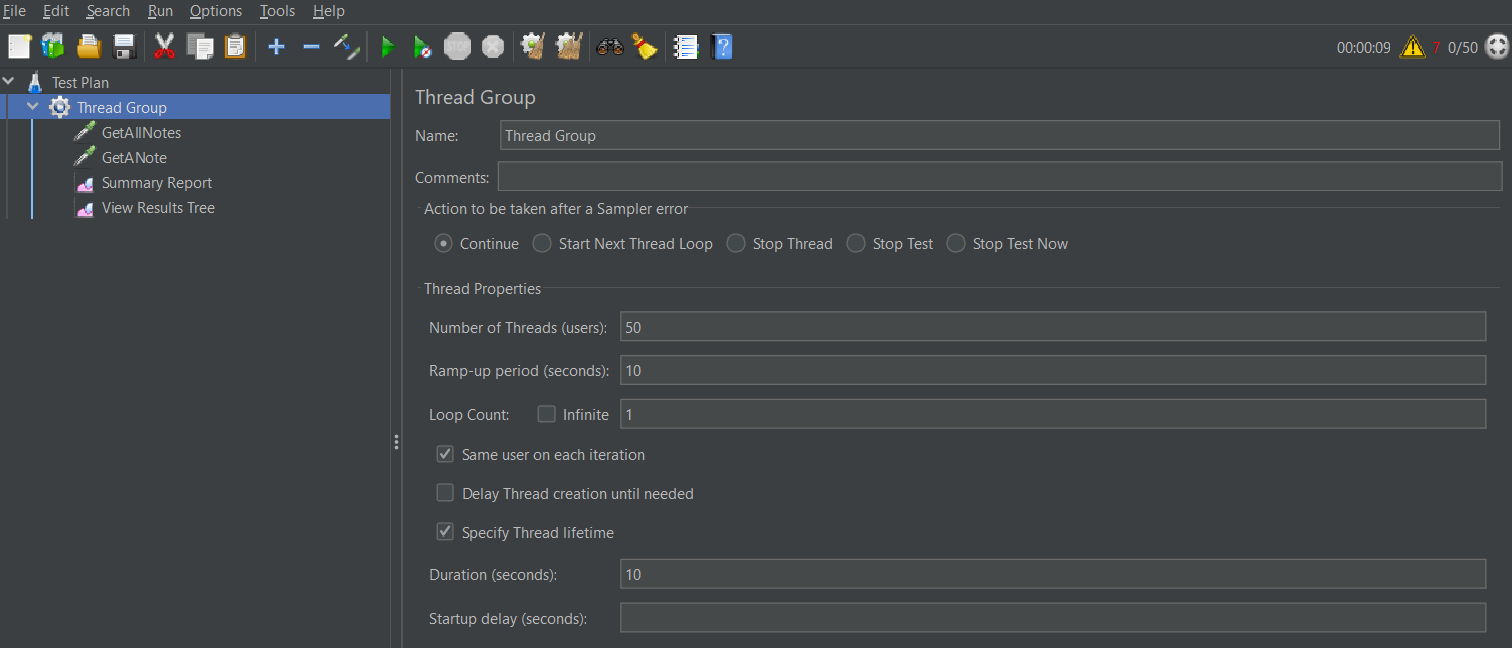 File Edit Search Run Options Tools Help
STOP 00:00:09 7 0/50
Test Plan
Thread Group
GetAllNotes
GetANote
Summary Report
View Results Tree
Thread Group
Name: Thread Group
Comments:
Action to be taken after a Sampler error
Continue Start Next Thread Loop Stop Thread Stop Test Stop Test Now
Thread Properties
Number of Threads (users): 50
Ramp-up period (seconds): 10
Loop Count: Infinite 1
Same user on each iteration
Delay Thread creation until needed
Specify Thread lifetime
Duration (seconds): 10
Startup delay (seconds):